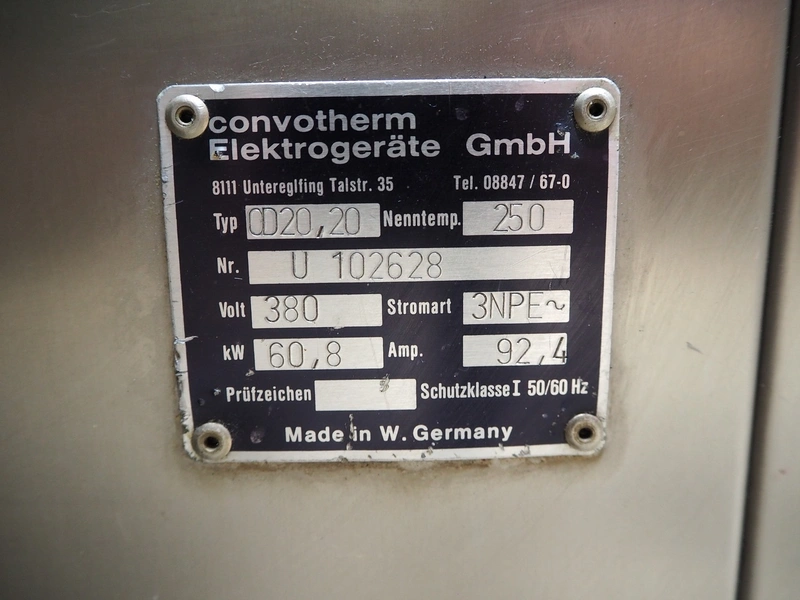 convotherm
Elektrogeräte GmbH
8111 Untereglfing Talstr. 35 Tel. 08847 / 67-0
Typ OD20,20 Nenntemp. 250
Nr. U 102628
Volt 380 Stromart 3NPE~
kW 60,8 Amp. 92,4
Prüfzeichen Schutzklasse I 50/60 Hz
Made in W. Germany